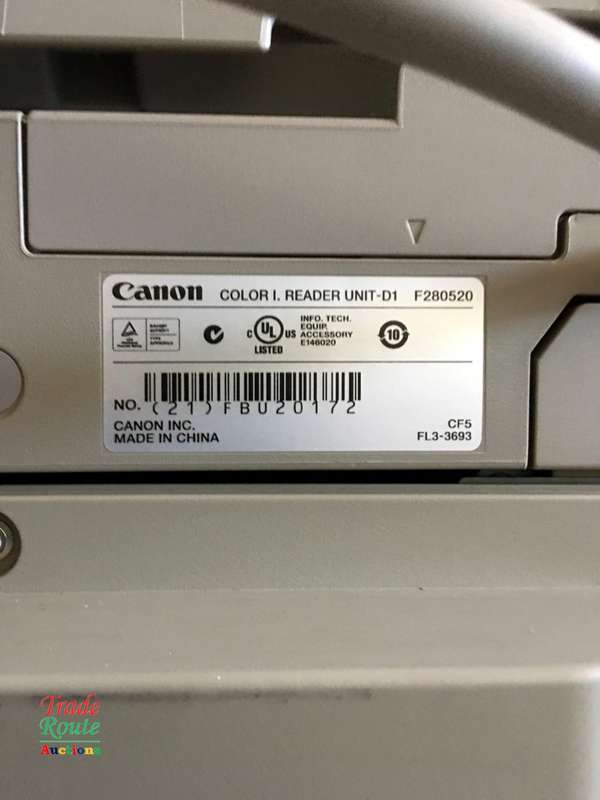 Canon COLOR I. READER UNIT-D1 F280520
C UL US LISTED
INFO. TECH.
EQUIP.
ACCESSORY
E146020
10
NO. (21)FBU20172
CANON INC.
MADE IN CHINA
CF5
FL3-3693
Trade
Route
Auctions